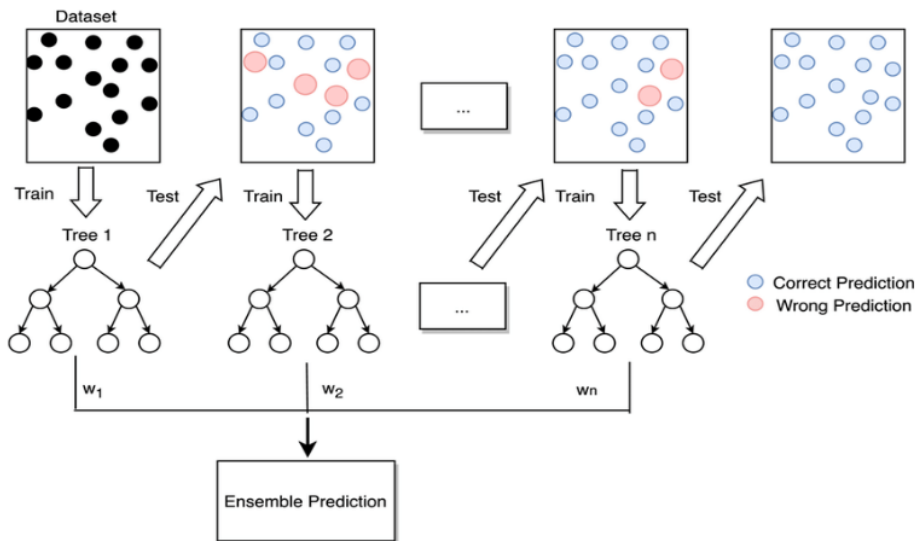 Dataset
...
Train
Test
Train
Test
Train
Test
Tree 1
Tree 2
Tree n
...
Correct Prediction
Wrong Prediction
w1
w2
wn
Ensemble Prediction